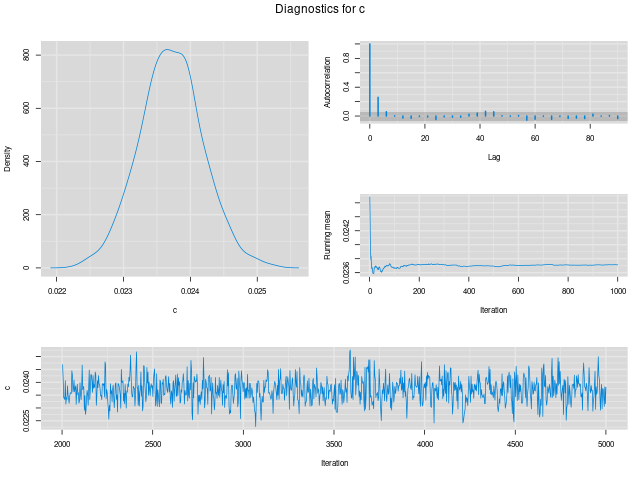 Diagnostics for c
Density
800
600
400
200
0
0.022 0.023 0.024 0.025
c
Autocorrelation
0.8
0.4
0.0
0 20 40 60 80
Lag
Running mean
0.0242
0.0236
0 200 400 600 800 1000
Iteration
c
0.0240
0.0225
2000 2500 3000 3500 4000 4500 5000
Iteration